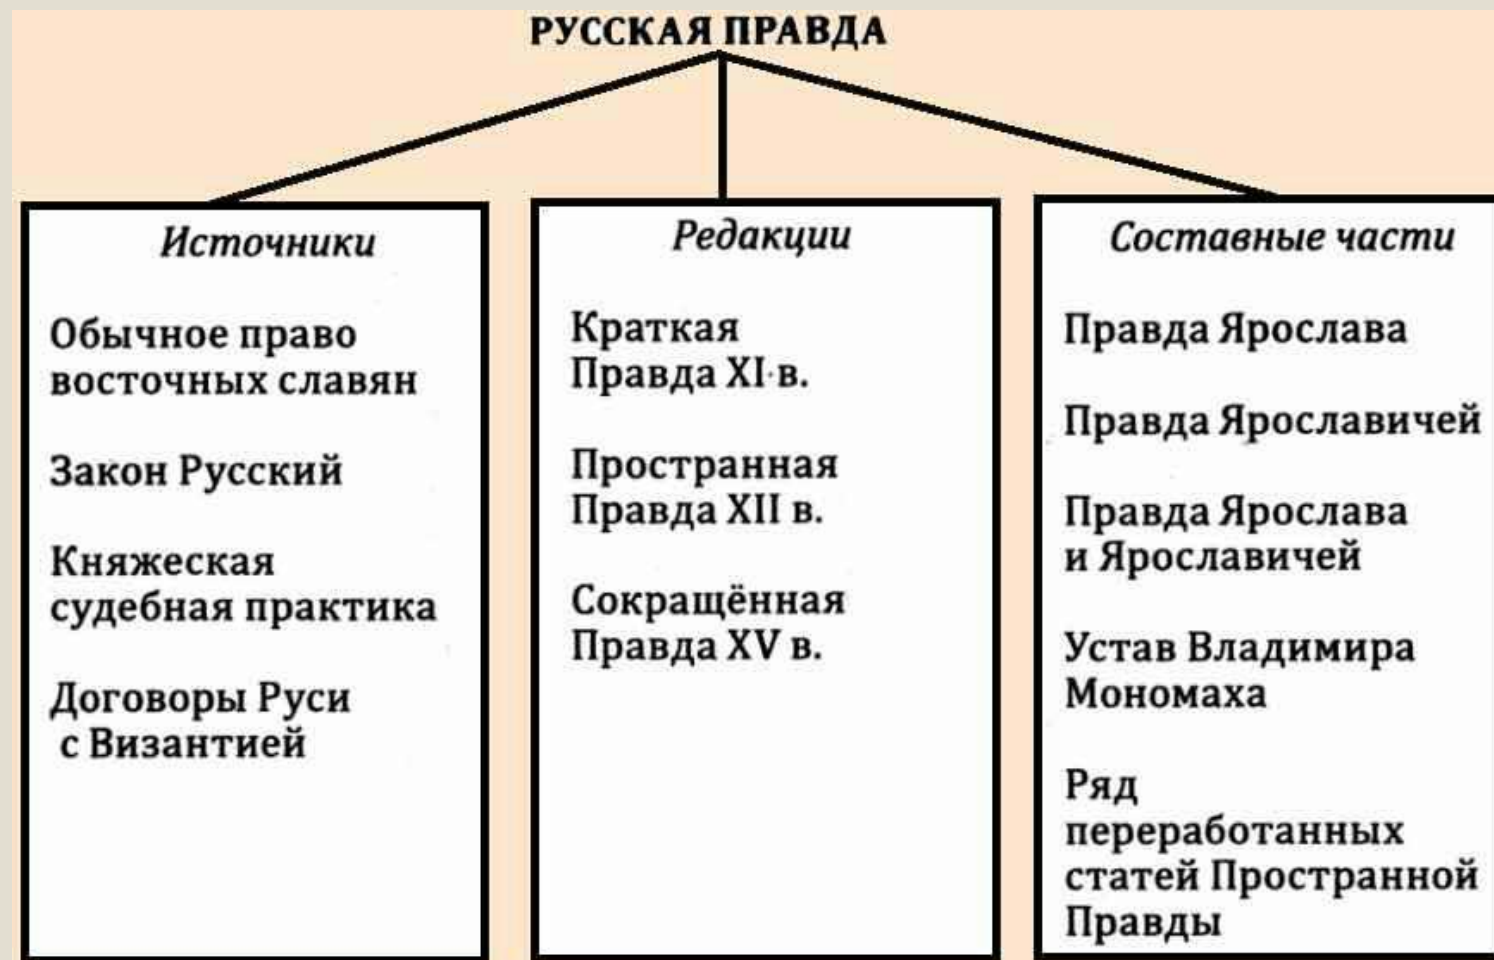 РУССКАЯ ПРАВДА
Источники
Обычное право
восточных славян
Закон Русский
Княжеская
судебная практика
Договоры Руси
с Византией
Редакции
Краткая
Правда XI в.
Пространная
Правда XII в.
Сокращённая
Правда XV в.
Составные части
Правда Ярослава
Правда Ярославичей
Правда Ярослава
и Ярославичей
Устав Владимира
Мономаха
Ряд
переработанных
статей Пространной
Правды